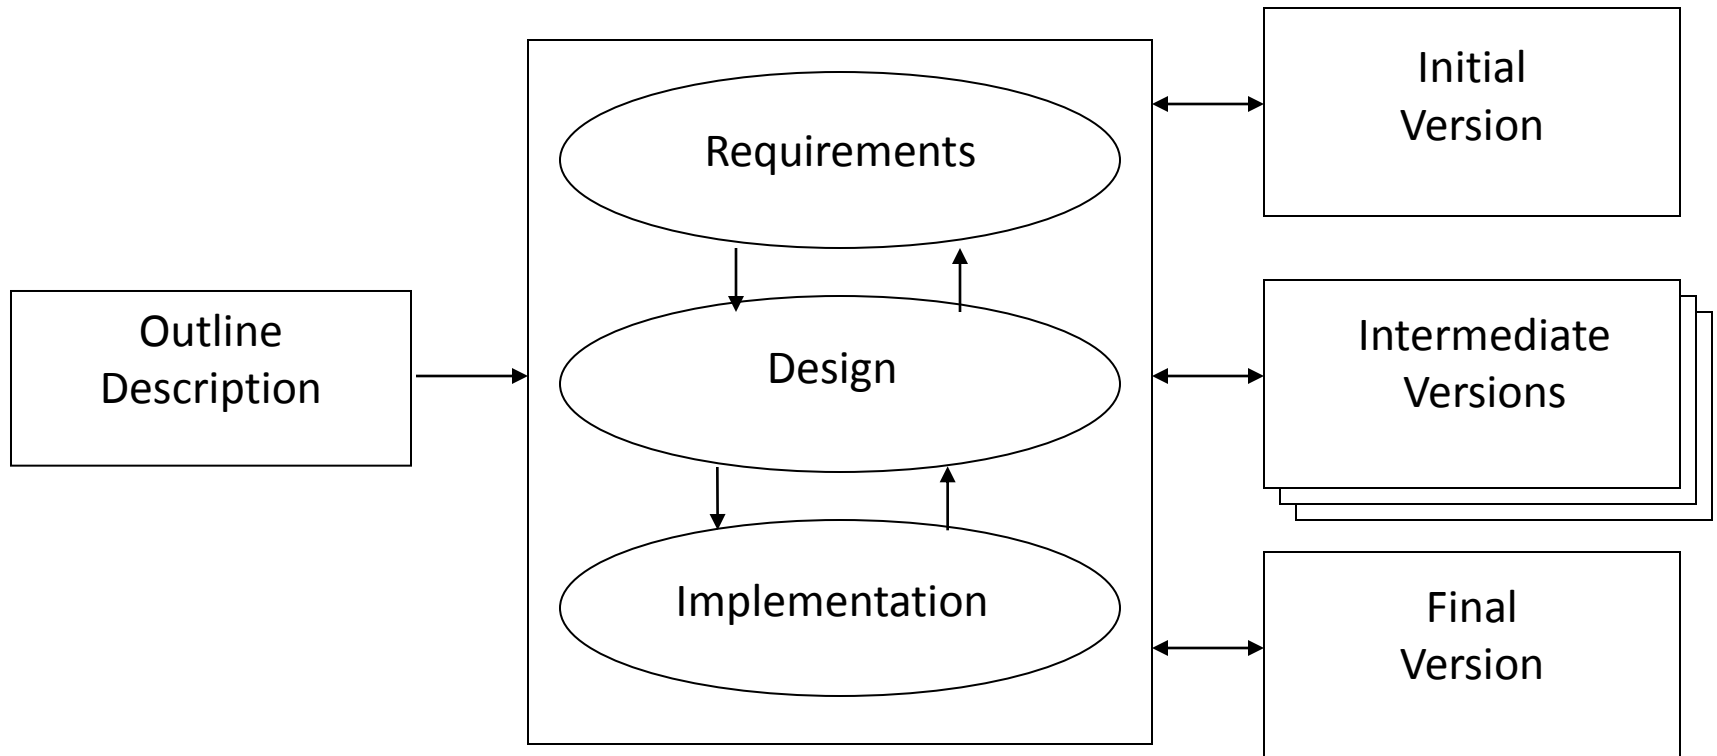 Outline
Description
Requirements
Design
Implementation
Initial
Version
Intermediate
Versions
Final
Version